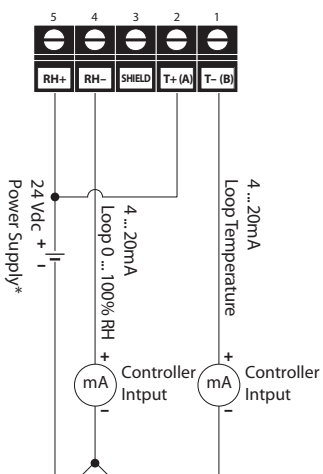 5 4 3 2 1
RH+ RH– SHIELD T+ (A) T– (B)
24 Vdc + –
Power Supply*
4 ... 20mA
Loop 0 ... 100% RH
4 ... 20mA
Loop Temperature
+ +
mA Controller
Intput
mA Controller
Intput
– –